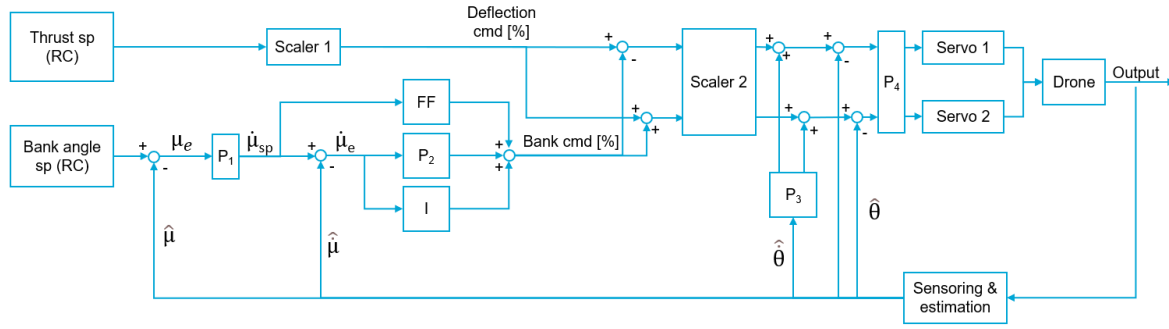 Deflection
cmd [%]
Thrust sp
(RC)
Scaler 1
+
-
+
+
+
-
Servo 1
Scaler 2
P₄
Drone
Output
FF
+
+
+
+
+
-
Servo 2
Bank angle
sp (RC)
+
-
μₑ
P₁
μ̇sp
+
-
μ̇e
P₂
+
+
+
Bank cmd [%]
I
P₃
μ̂
μ̇̂
θ̇̂
θ̂
Sensoring &
estimation